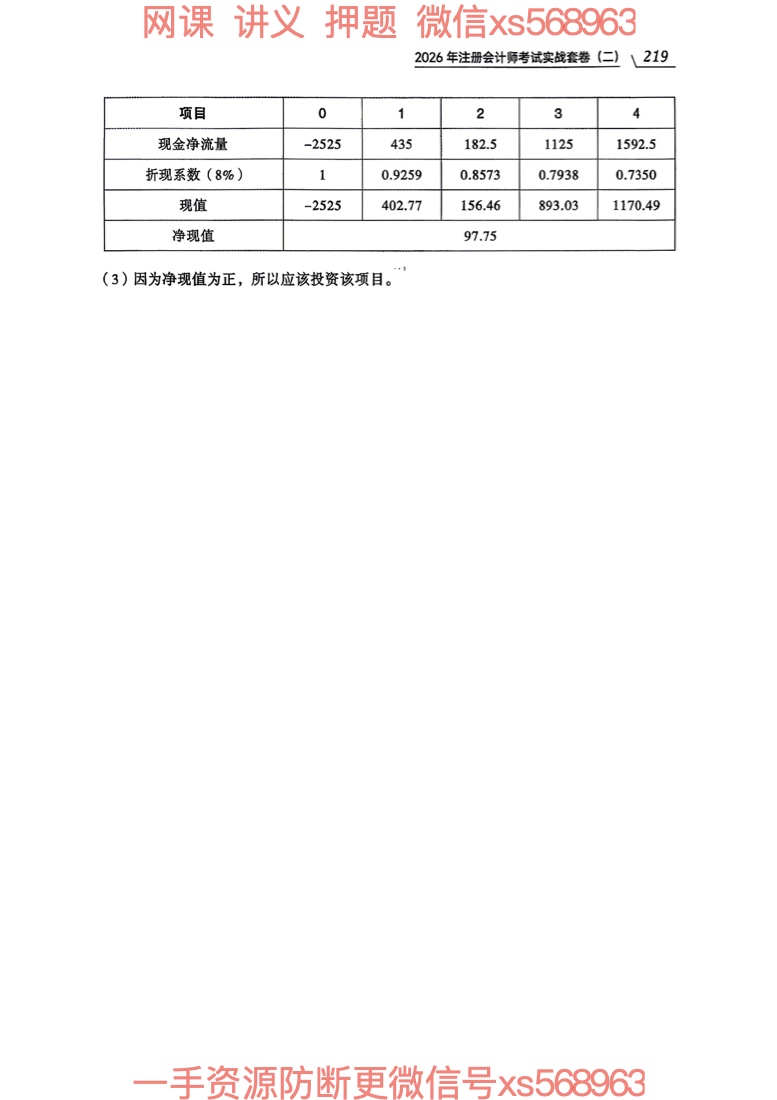 网课 讲义 押题 微信xs568963
2026 年注册会计师考试实战套卷（二） 219
项目 0 1 2 3 4
现金净流量 -2525 435 182.5 1125 1592.5
折现系数（8%） 1 0.9259 0.8573 0.7938 0.7350
现值 -2525 402.77 156.46 893.03 1170.49
净现值 97.75
（3）因为净现值为正，所以应该投资该项目。
一手资源防断更微信号xs568963